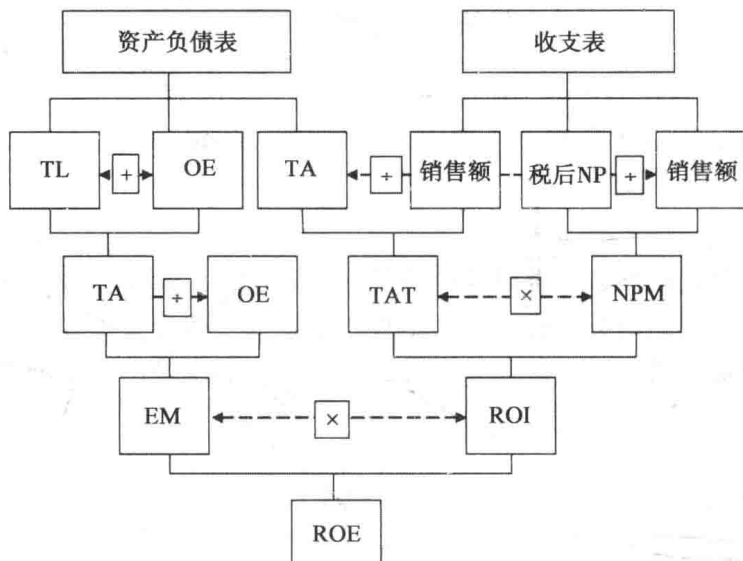 资产负债表 收支表
TL + OE TA ÷ 销售额 税后NP ÷ 销售额
TA ÷ OE TAT × NPM
EM × ROI
ROE